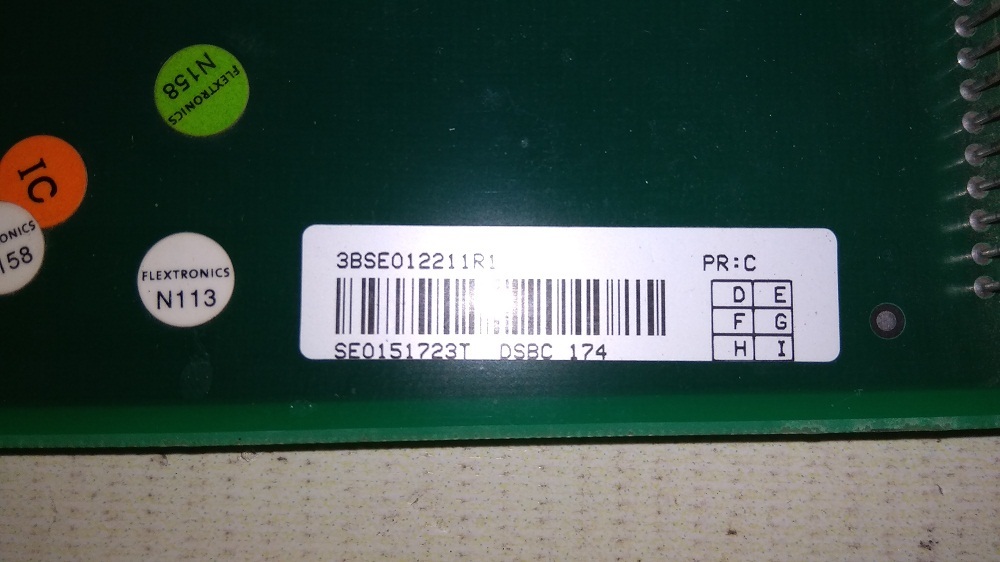 FLEXTRONICS
N158
IC
ONICS
158
FLEXTRONICS
N113
3BSE012211R1
PR:C
D E
F G
H I
SE0151723T DSBC 174